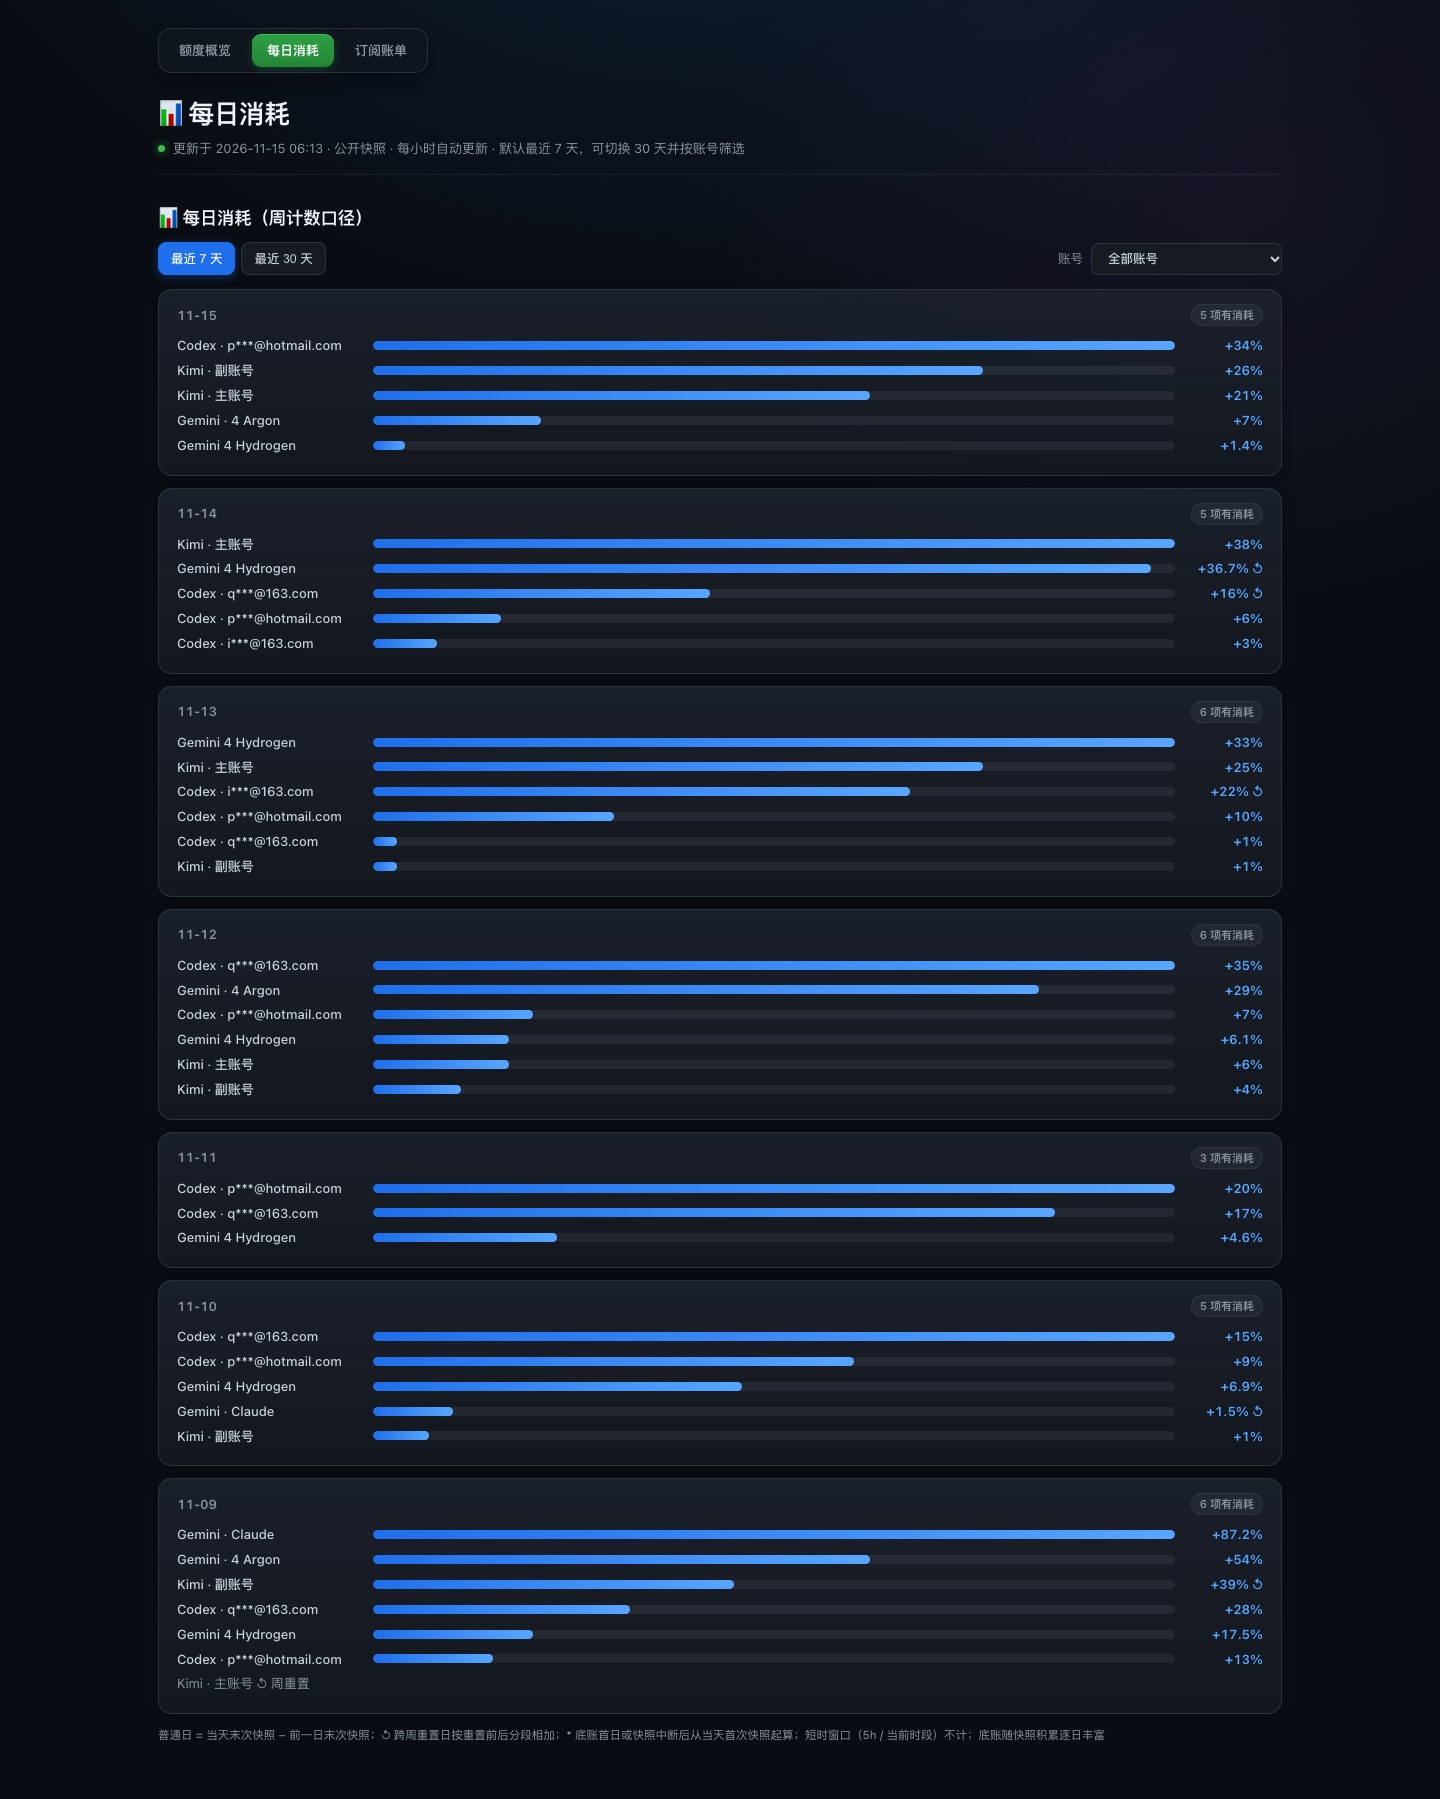 额度概览 每日消耗 订阅账单
📊 每日消耗
更新于 2026-11-15 06:13 · 公开快照 · 每小时自动更新 · 默认最近 7 天，可切换 30 天并按账号筛选
📊 每日消耗（周计数口径）
最近 7 天 最近 30 天 账号 全部账号
11-15 5 项有消耗
Codex · p***@hotmail.com +34%
Kimi · 副账号 +26%
Kimi · 主账号 +21%
Gemini · 4 Argon +7%
Gemini 4 Hydrogen +1.4%
11-14 5 项有消耗
Kimi · 主账号 +38%
Gemini 4 Hydrogen +36.7% ↺
Codex · q***@163.com +16% ↺
Codex · p***@hotmail.com +6%
Codex · i***@163.com +3%
11-13 6 项有消耗
Gemini 4 Hydrogen +33%
Kimi · 主账号 +25%
Codex · i***@163.com +22% ↺
Codex · p***@hotmail.com +10%
Codex · q***@163.com +1%
Kimi · 副账号 +1%
11-12 6 项有消耗
Codex · q***@163.com +35%
Gemini · 4 Argon +29%
Codex · p***@hotmail.com +7%
Gemini 4 Hydrogen +6.1%
Kimi · 主账号 +6%
Kimi · 副账号 +4%
11-11 3 项有消耗
Codex · p***@hotmail.com +20%
Codex · q***@163.com +17%
Gemini 4 Hydrogen +4.6%
11-10 5 项有消耗
Codex · q***@163.com +15%
Codex · p***@hotmail.com +9%
Gemini 4 Hydrogen +6.9%
Gemini · Claude +1.5% ↺
Kimi · 副账号 +1%
11-09 6 项有消耗
Gemini · Claude +87.2%
Gemini · 4 Argon +54%
Kimi · 副账号 +39% ↺
Codex · q***@163.com +28%
Gemini 4 Hydrogen +17.5%
Codex · p***@hotmail.com +13%
Kimi · 主账号 ↺ 周重置
普通日 = 当天末次快照 − 前一日末次快照；↺ 跨周重置日按重置前后分段相加；* 底账首日或快照中断后从当天首次快照起算；短时窗口（5h / 当前时段）不计；底账随快照积累逐日丰富